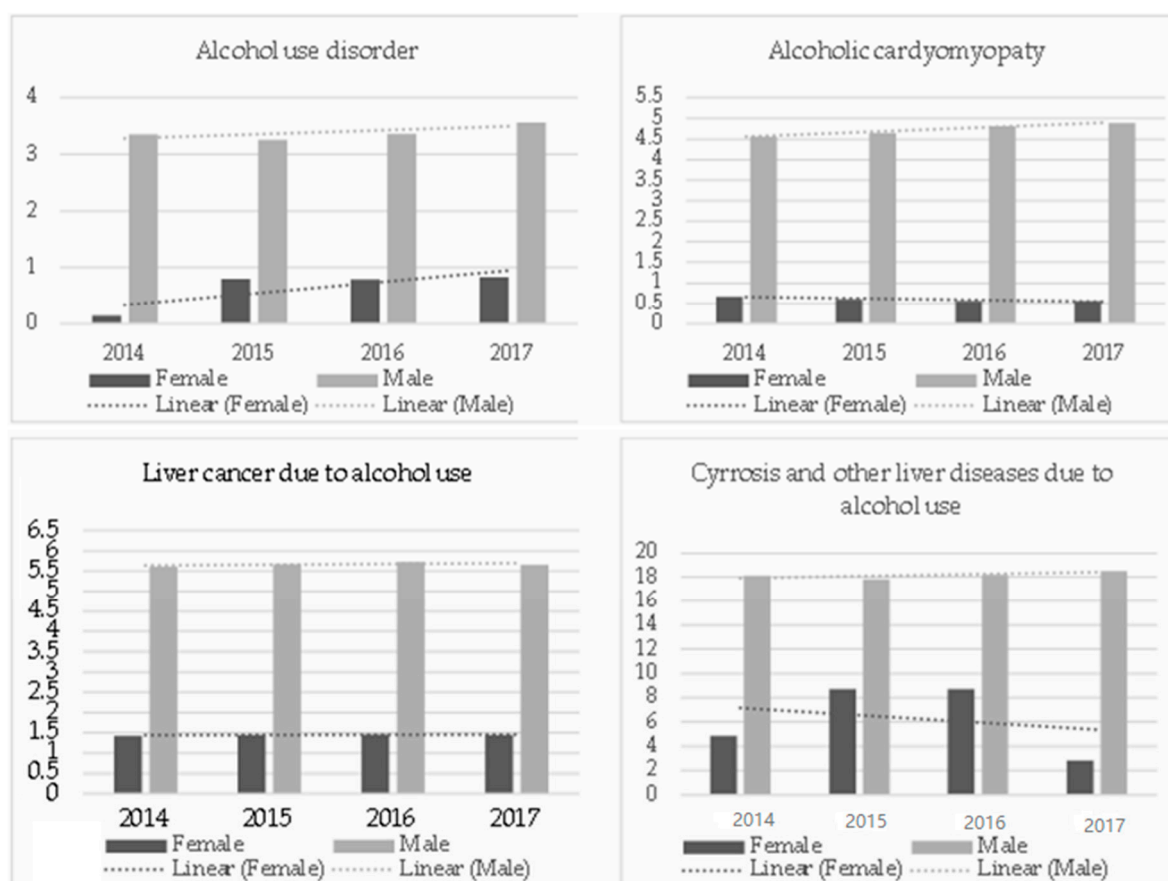 Alcohol use disorder
4
3
2
1
0
2014 2015 2016 2017
Female Male
Linear (Female) Linear (Male)
Alcoholic cardyomyopaty
5.5
5
4.5
4
3.5
3
2.5
2
1.5
1
0.5
0
2014 2015 2016 2017
Female Male
Linear (Female) Linear (Male)
Liver cancer due to alcohol use
6.5
6
5.5
5
4.5
4
3.5
3
2.5
2
1.5
1
0.5
0
2014 2015 2016 2017
Female Male
Linear (Female) Linear (Male)
Cyrrosis and other liver diseases due to
alcohol use
20
18
16
14
12
10
8
6
4
2
0
2014 2015 2016 2017
Female Male
Linear (Female) Linear (Male)